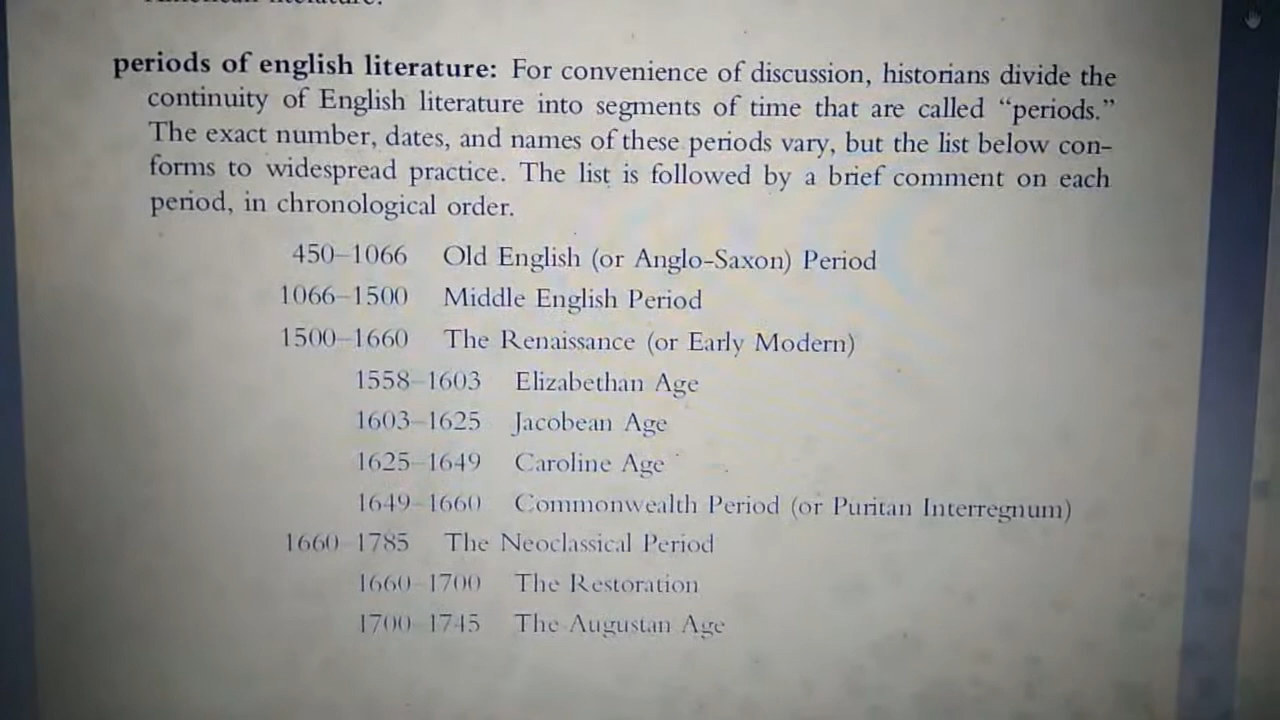 periods of english literature: For convenience of discussion, historians divide the
continuity of English literature into segments of time that are called “periods.”
The exact number, dates, and names of these periods vary, but the list below con-
forms to widespread practice. The list is followed by a brief comment on each
period, in chronological order.
450–1066 Old English (or Anglo-Saxon) Period
1066–1500 Middle English Period
1500–1660 The Renaissance (or Early Modern)
1558–1603 Elizabethan Age
1603–1625 Jacobean Age
1625–1649 Caroline Age
1649–1660 Commonwealth Period (or Puritan Interregnum)
1660–1785 The Neoclassical Period
1660–1700 The Restoration
1700–1745 The Augustan Age